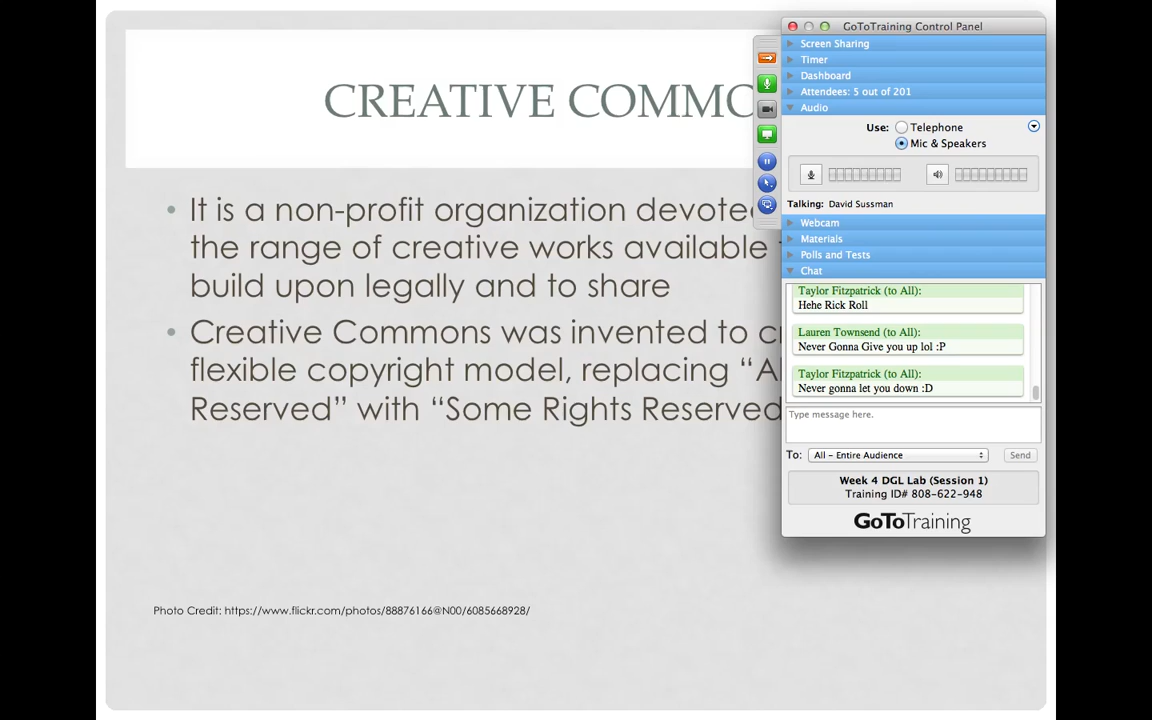 CREATIVE COMMO
It is a non-profit organization devoted
the range of creative works available
build upon legally and to share
Creative Commons was invented to
flexible copyright model, replacing “Al
Reserved” with “Some Rights Reserved
Photo Credit: https://www.flickr.com/photos/88876166@N00/6085668928/
GoToTraining Control Panel
Screen Sharing
Timer
Dashboard
Attendees: 5 out of 201
Audio
Use: Telephone
Mic & Speakers
Talking: David Sussman
Webcam
Materials
Polls and Tests
Chat
Taylor Fitzpatrick (to All):
Hehe Rick Roll
Lauren Townsend (to All):
Never Gonna Give you up lol :P
Taylor Fitzpatrick (to All):
Never gonna let you down :D
Type message here.
To: All – Entire Audience Send
Week 4 DGL Lab (Session 1)
Training ID# 808-622-948
GoToTraining